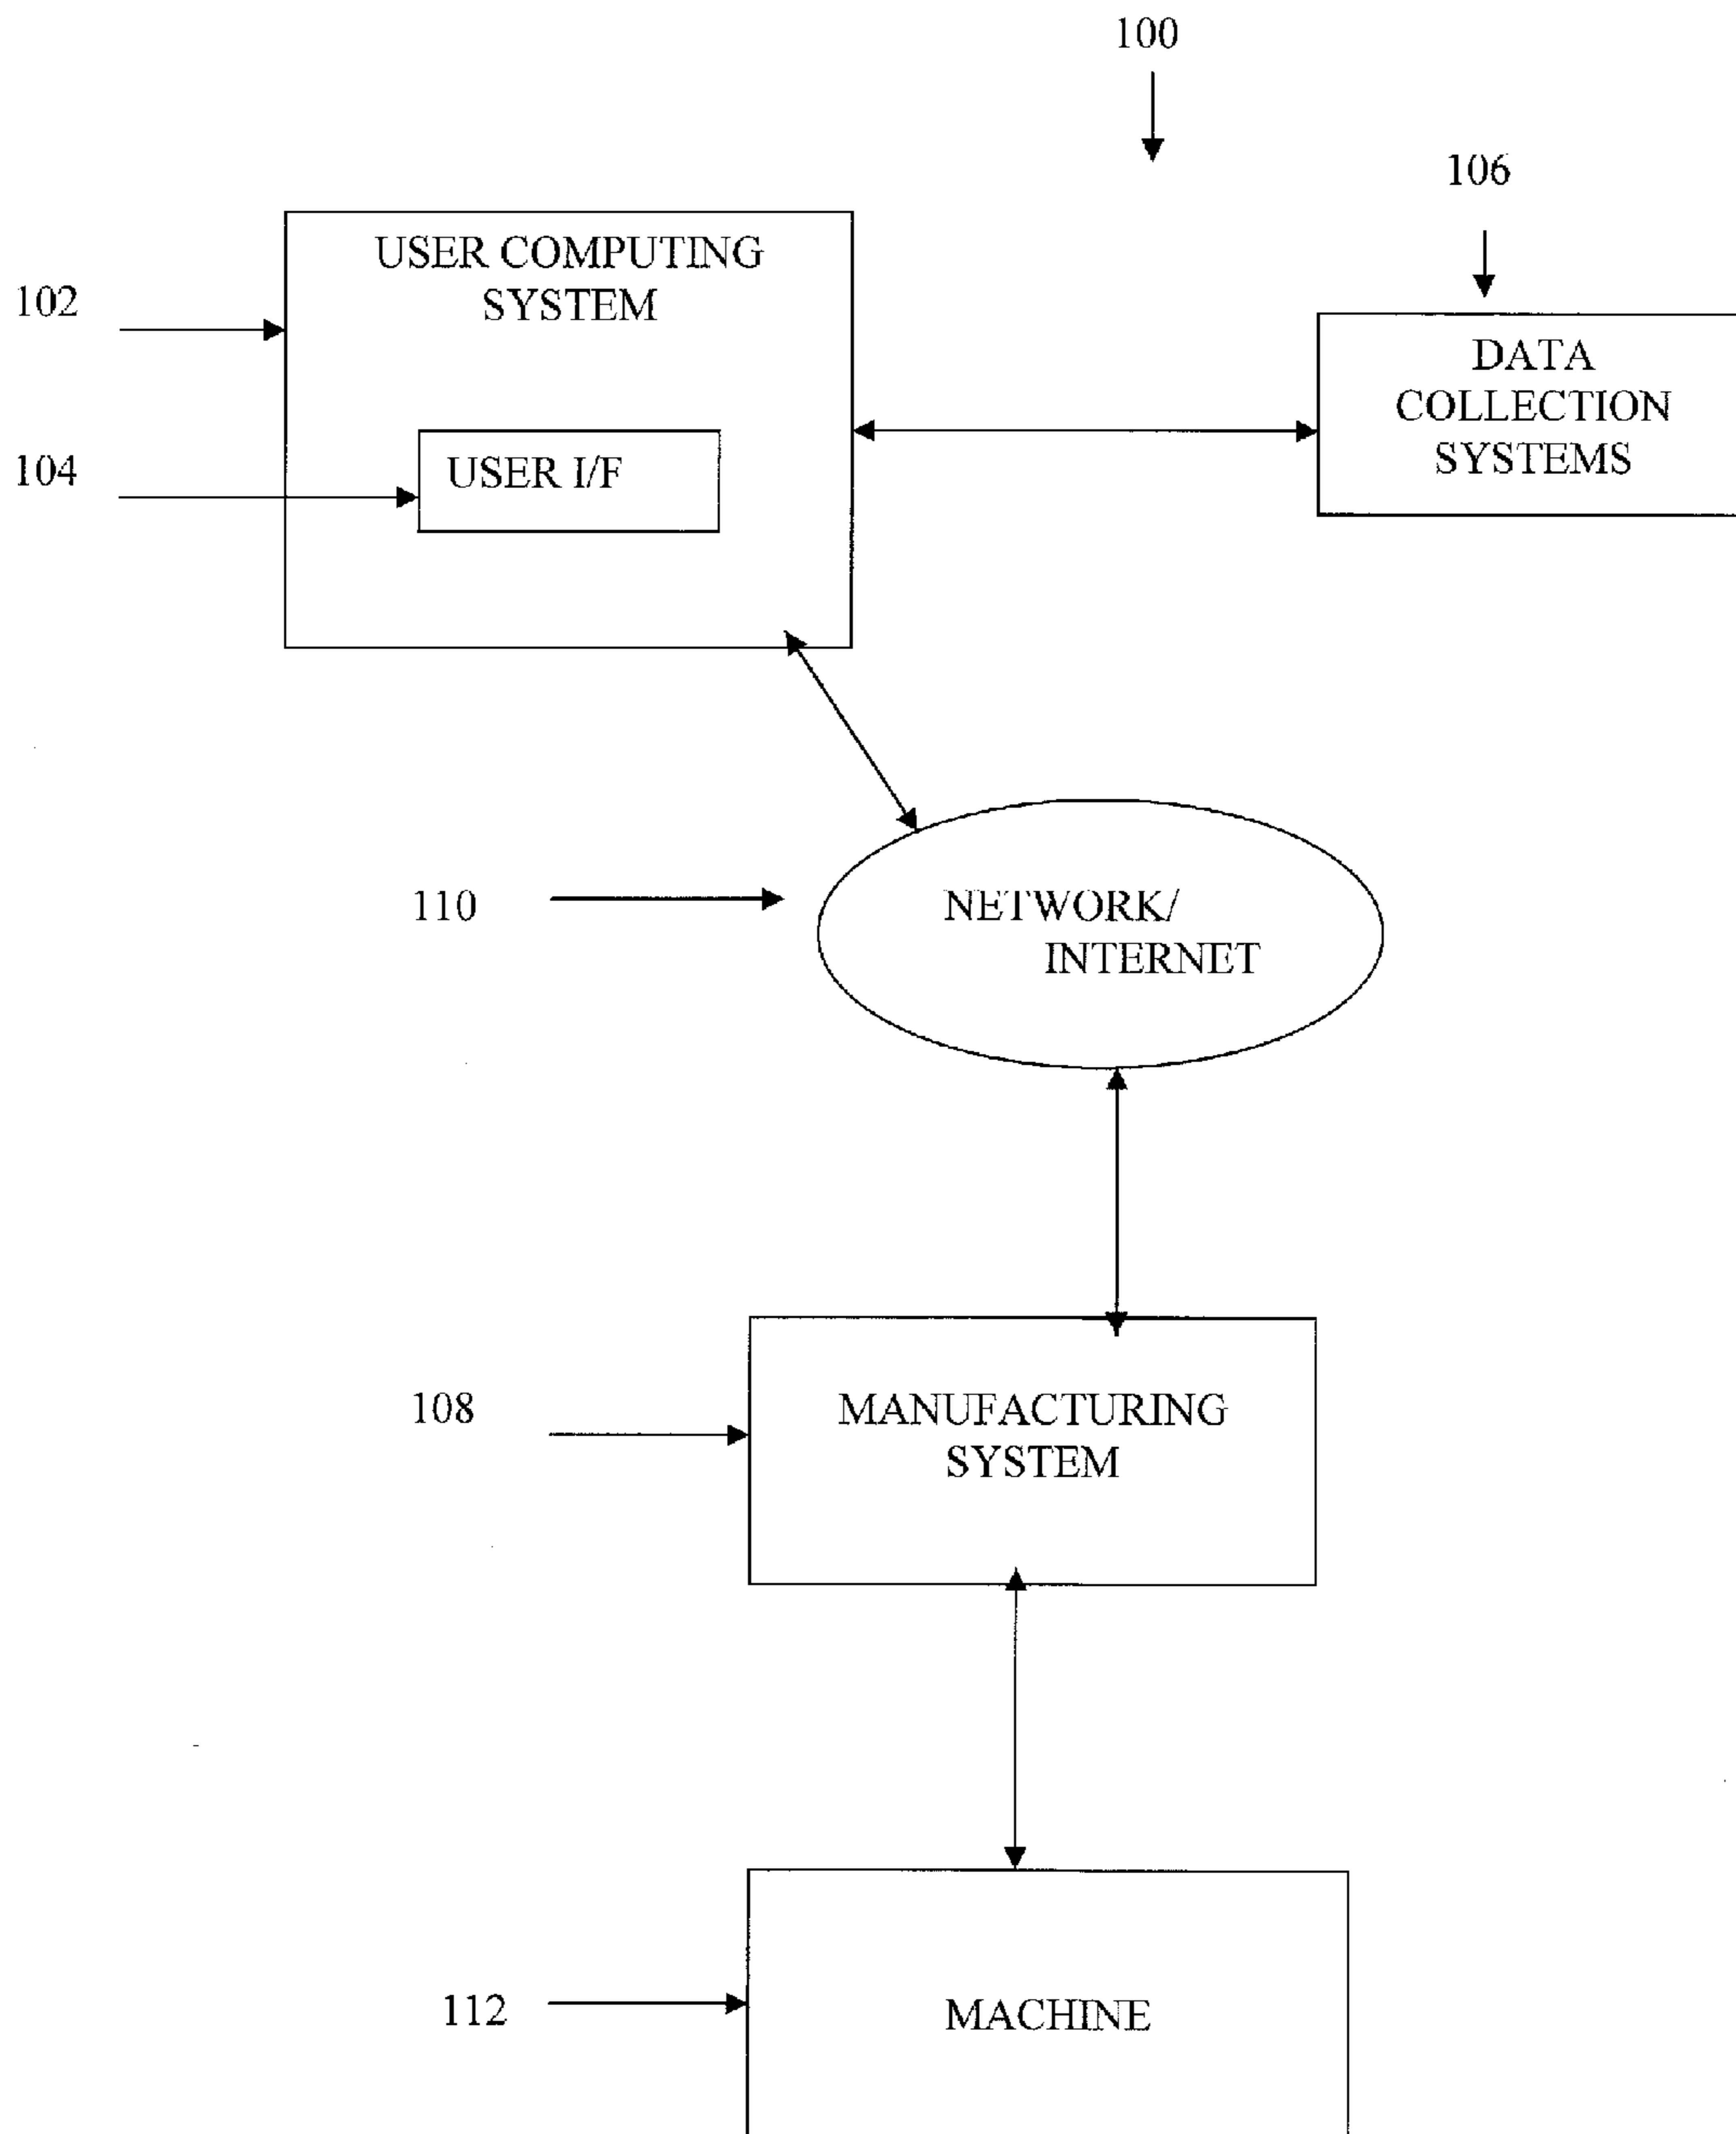 100
106
USER COMPUTING
SYSTEM
102
DATA
COLLECTION
SYSTEMS
104
USER I/F
110
NETWORK/
INTERNET
108
MANUFACTURING
SYSTEM
112
MACHINE